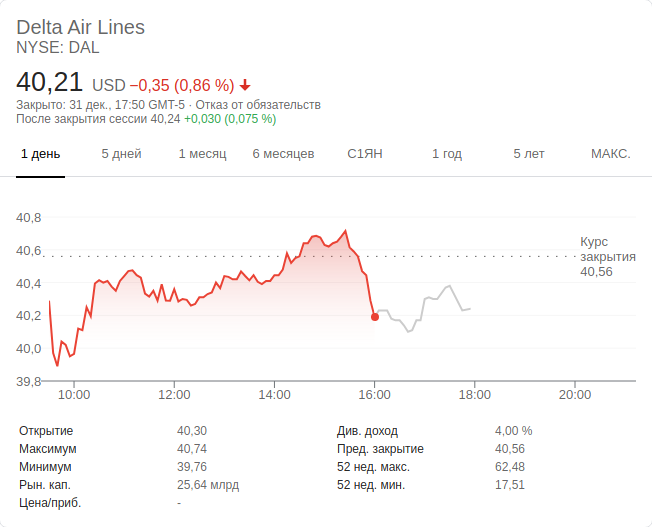 Delta Air Lines
NYSE: DAL
40,21 USD −0,35 (0,86 %)
Закрыто: 31 дек., 17:50 GMT-5 · Отказ от обязательств
После закрытия сессии 40,24 +0,030 (0,075 %)
1 день 5 дней 1 месяц 6 месяцев С1ЯН 1 год 5 лет МАКС.
40,8
40,6
40,4
40,2
40,0
39,8
Курс
закрытия
40,56
10:00 12:00 14:00 16:00 18:00 20:00
Открытие 40,30 Див. доход 4,00 %
Максимум 40,74 Пред. закрытие 40,56
Минимум 39,76 52 нед. макс. 62,48
Рын. кап. 25,64 млрд 52 нед. мин. 17,51
Цена/приб. -